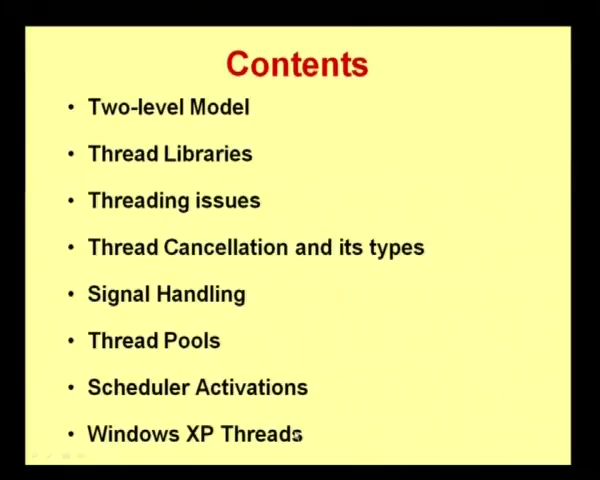 Contents
• Two-level Model
• Thread Libraries
• Threading issues
• Thread Cancellation and its types
• Signal Handling
• Thread Pools
• Scheduler Activations
• Windows XP Threads